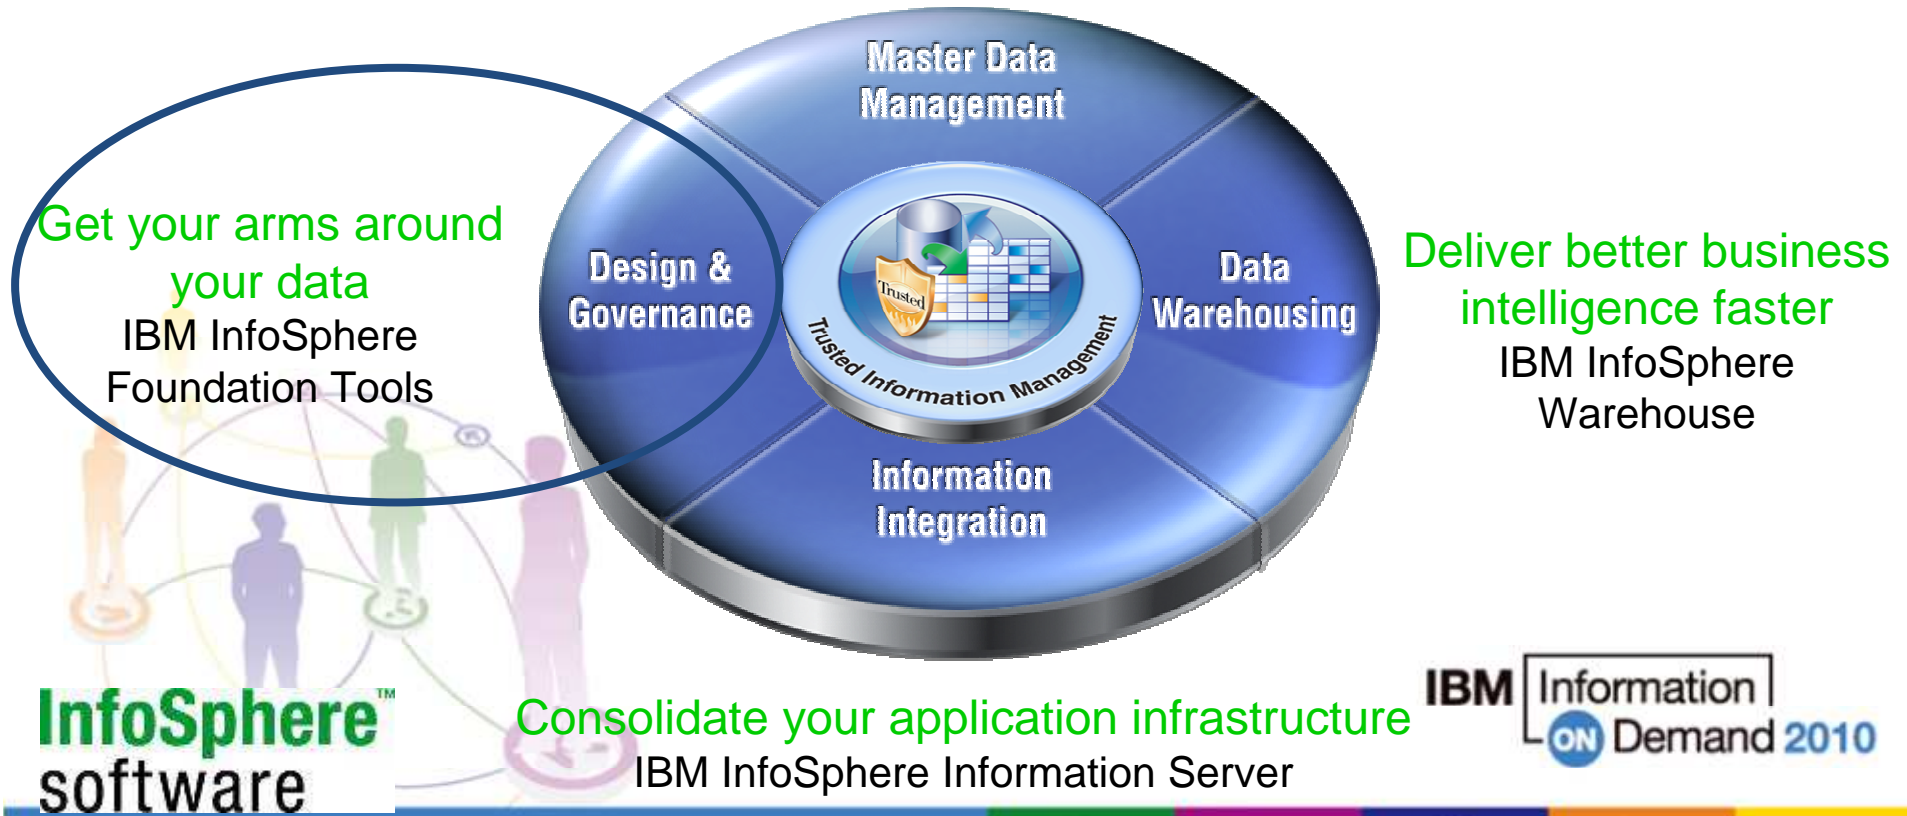 Master Data
Management
Get your arms around
your data
IBM InfoSphere
Foundation Tools
Design &
Governance
Trusted
Trusted Information Management
Data
Warehousing
Deliver better business
intelligence faster
IBM InfoSphere
Warehouse
Information
Integration
InfoSphere™
software
Consolidate your application infrastructure
IBM InfoSphere Information Server
IBM Information
ON Demand 2010